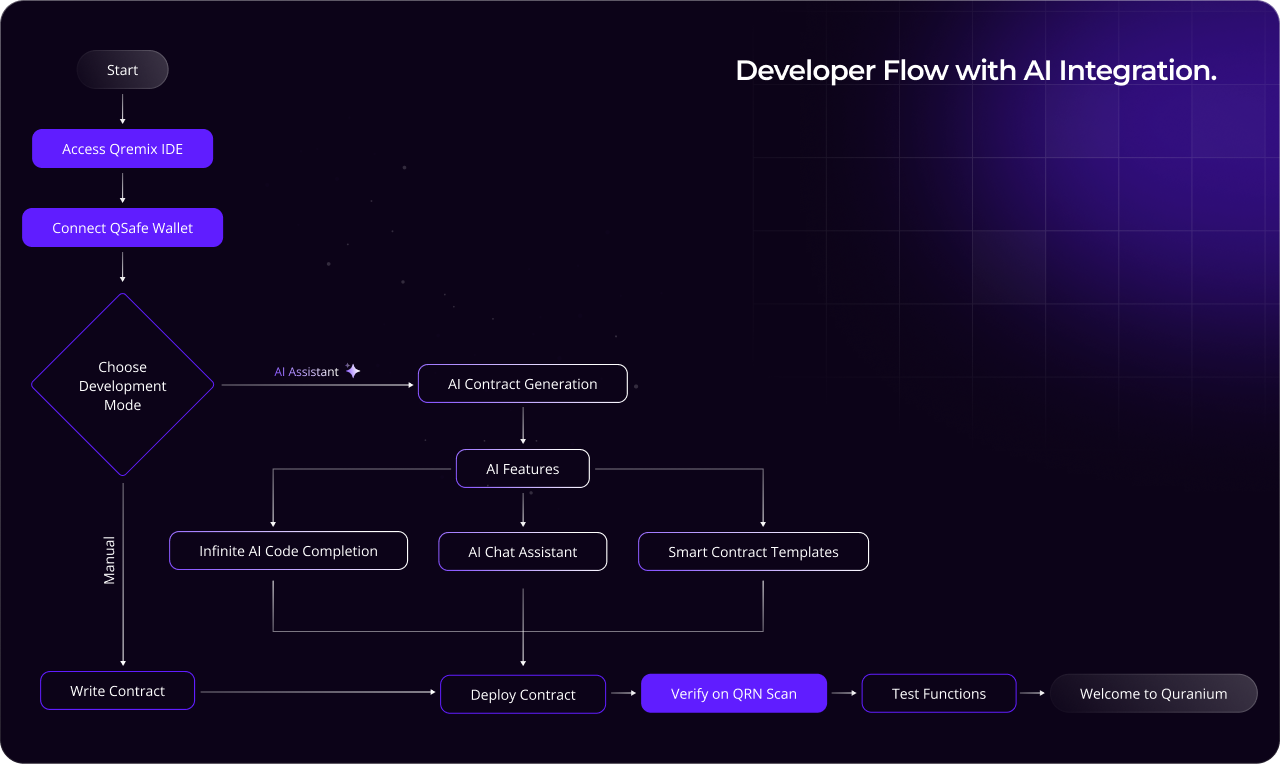 Developer Flow with AI Integration.
Start
Access Qremix IDE
Connect QSafe Wallet
Choose
Development
Mode
AI Assistant
AI Contract Generation
AI Features
Infinite AI Code Completion
AI Chat Assistant
Smart Contract Templates
Manual
Write Contract
Deploy Contract
Verify on QRN Scan
Test Functions
Welcome to Quranium